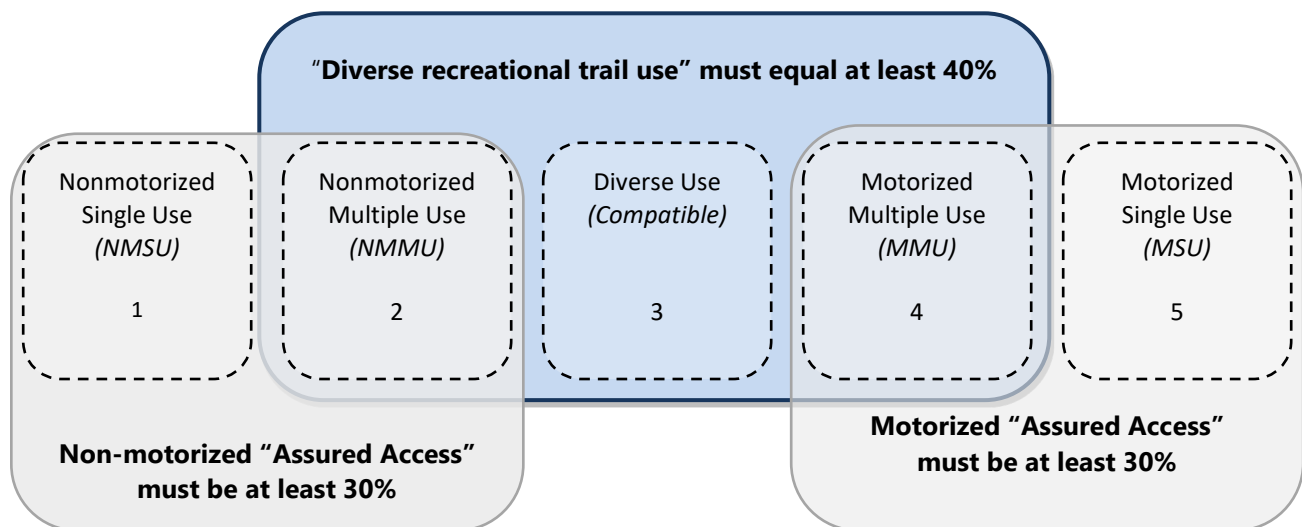 “Diverse recreational trail use” must equal at least 40%
Nonmotorized
Single Use
(NMSU)
1
Nonmotorized
Multiple Use
(NMMU)
2
Diverse Use
(Compatible)
3
Motorized
Multiple Use
(MMU)
4
Motorized
Single Use
(MSU)
5
Non-motorized “Assured Access”
must be at least 30%
Motorized “Assured Access”
must be at least 30%